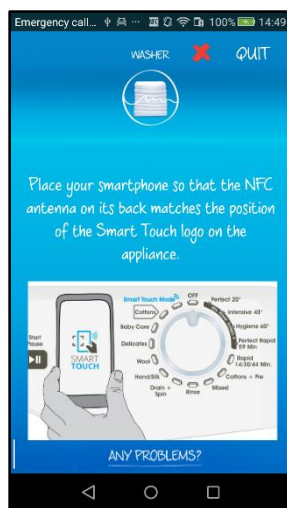 Emergency call... 100% 14:49
WASHER QUIT
Place your smartphone so that the NFC
antenna on its back matches the position
of the Smart Touch logo on the
appliance.
Smart Touch Mode
OFF
Perfect 20°
Cottons
Intensive 40°
Baby Care
Hygiene 60°
Start
Pause
SMART
TOUCH
Delicates
Perfect Rapid
59 Min
Wool
Rapid
14/30/44 Min.
Hand/Silk
Cottons + Pre
Drain +
Spin
Rinse
Mixed
ANY PROBLEMS?